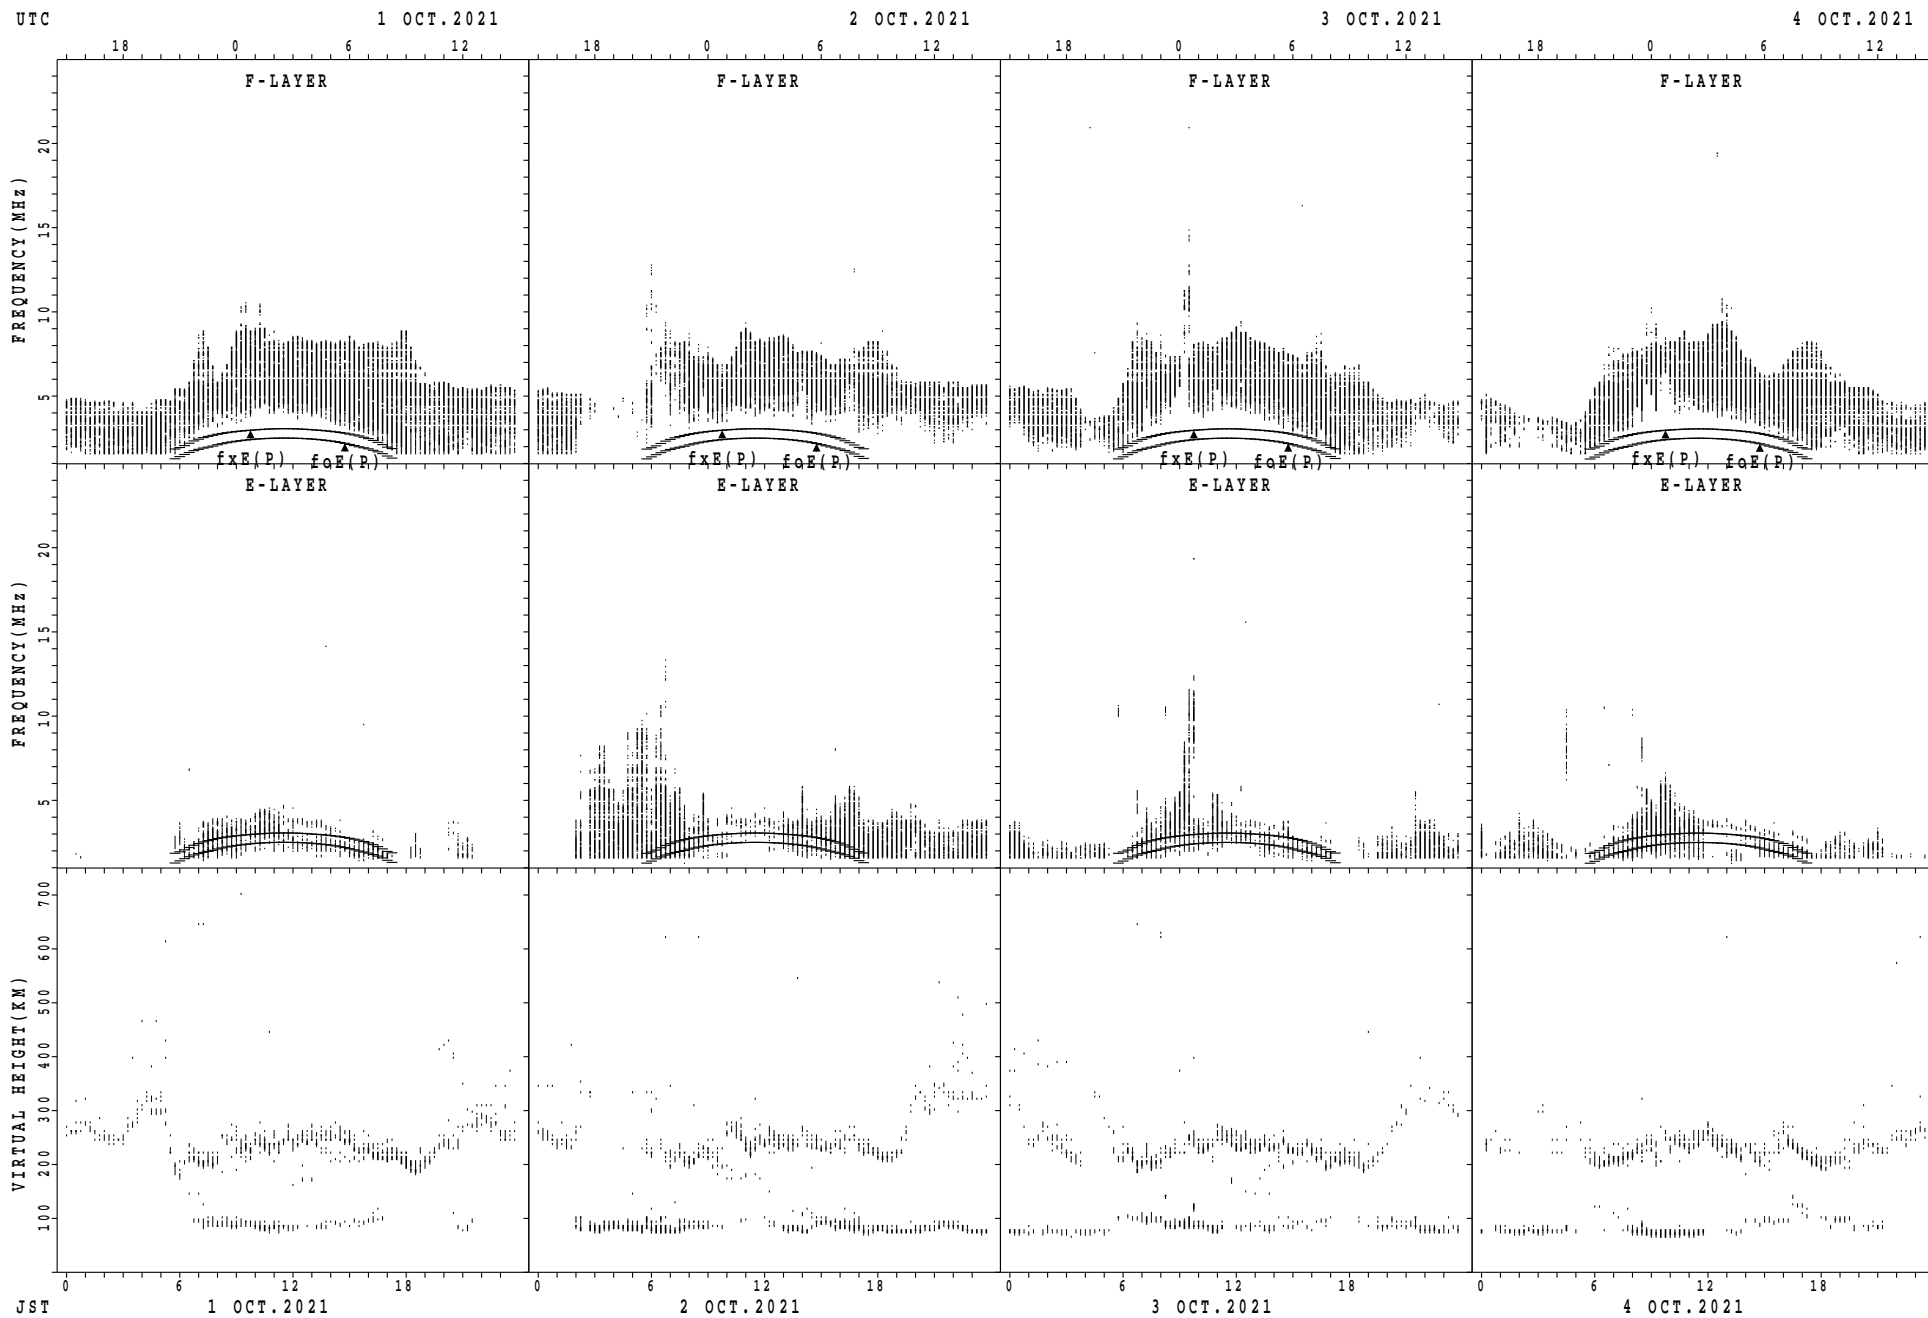 UTC 1 OCT.2021 2 OCT.2021 3 OCT.2021 4 OCT.2021
18 0 6 12 18 0 6 12 18 0 6 12 18 0 6 12
F-LAYER F-LAYER F-LAYER F-LAYER
FREQUENCY(MHz)
20
15
10
5
fxE(P) foE(P) fxE(P) foE(P) fxE(P) foE(P) fxE(P) foE(P)
E-LAYER E-LAYER E-LAYER E-LAYER
FREQUENCY(MHz)
20
15
10
5
VIRTUAL HEIGHT(KM)
700
600
500
400
300
200
100
0 6 12 18 0 6 12 18 0 6 12 18 0 6 12 18
JST 1 OCT.2021 2 OCT.2021 3 OCT.2021 4 OCT.2021